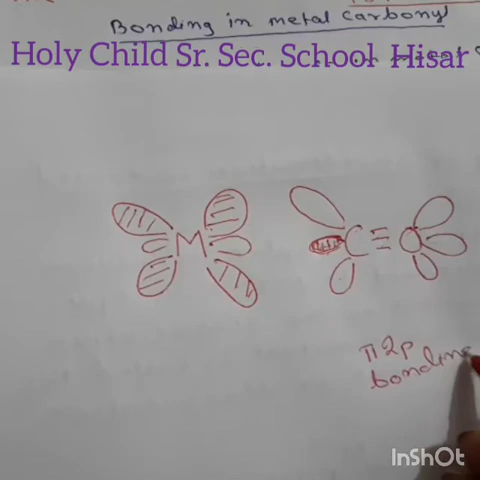 Bonding in metal carbonyl
Holy Child Sr. Sec. School Hisar
M C ≡ O
π2p
bonding
InShOt